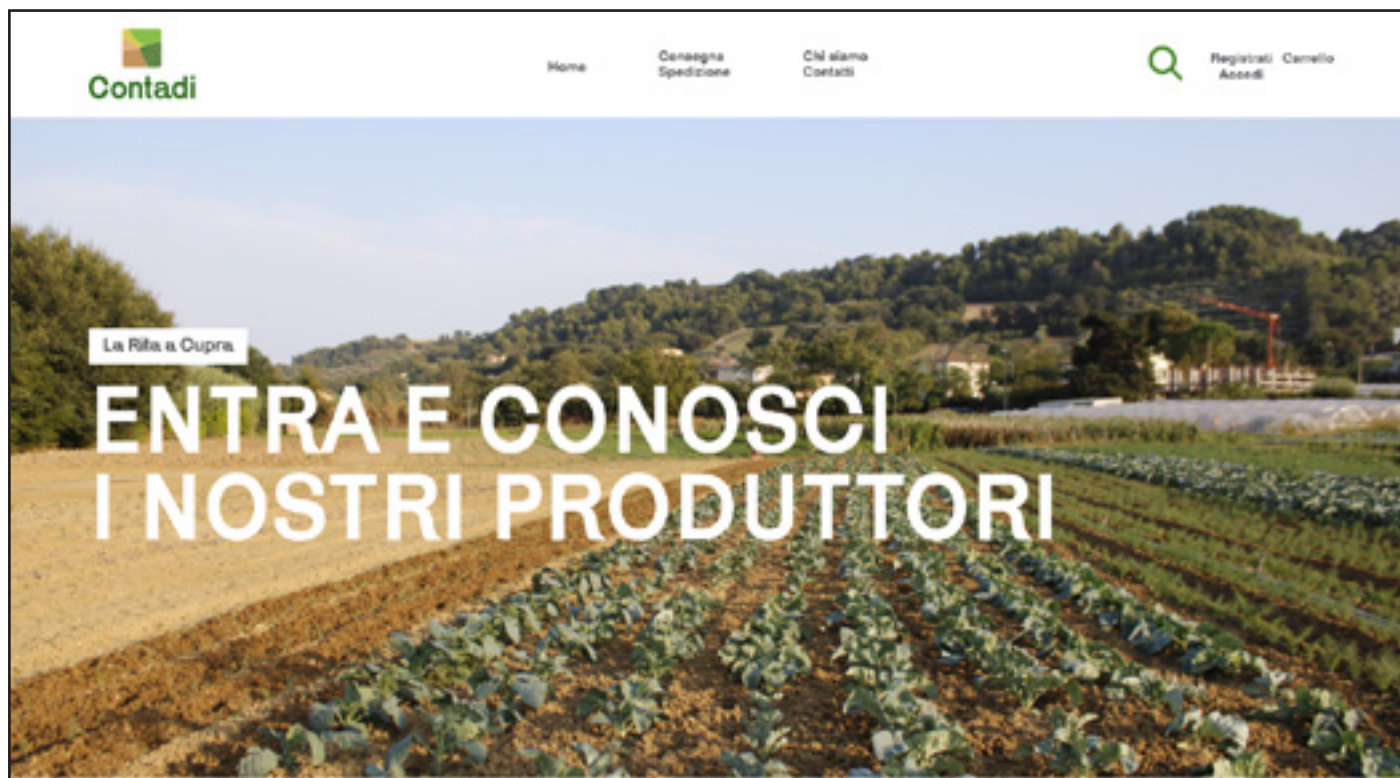 Contadi
Home
Consegna
Spedizione
Chi siamo
Contatti
Registrati Carrello
Accedi
La Rita a Cupra
ENTRA E CONOSCI
I NOSTRI PRODUTTORI